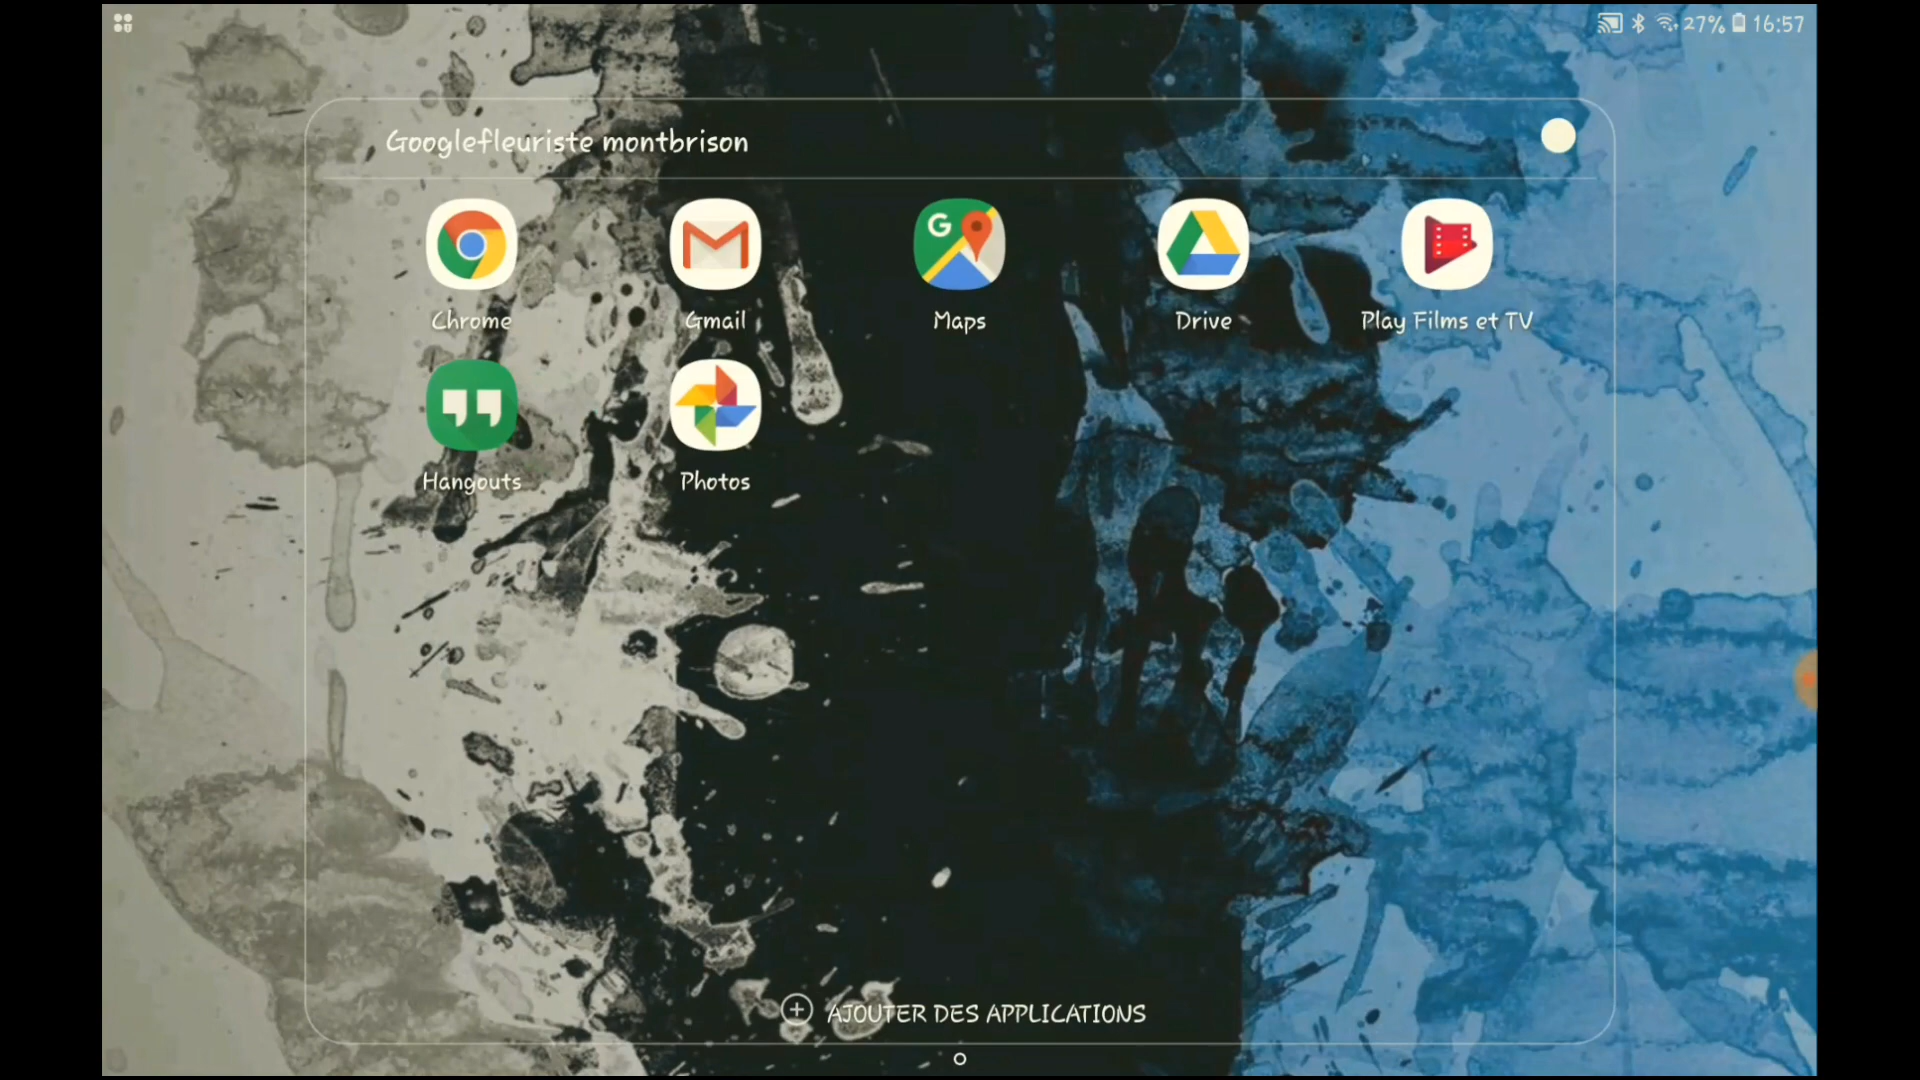 27% 16:57
Googlefleuriste montbrison
Chrome Gmail Maps Drive Play Films et TV
G
Hangouts Photos
AJOUTER DES APPLICATIONS